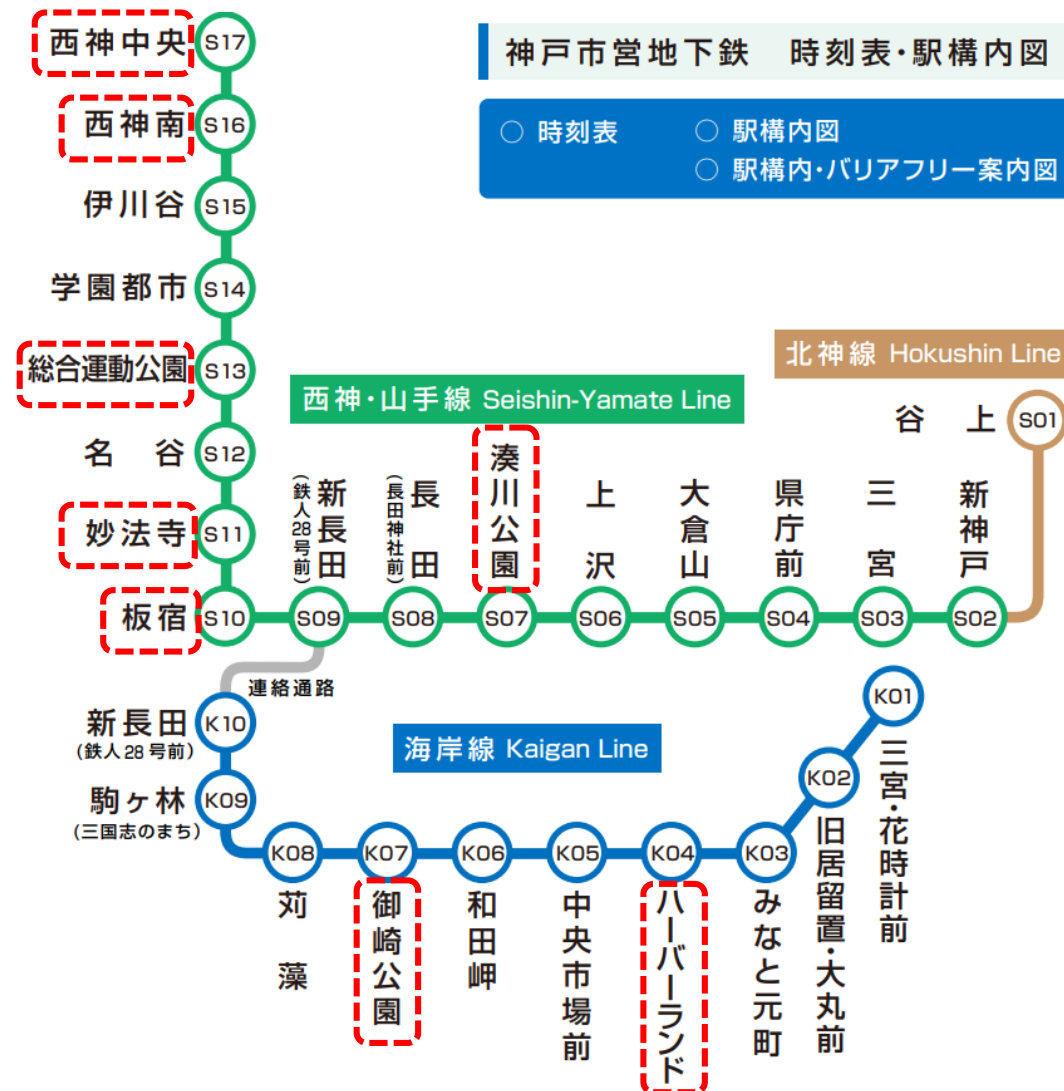 神戸市営地下鉄　時刻表・駅構内図
○ 時刻表
○ 駅構内図
○ 駅構内・バリアフリー案内図
西神中央 S17
西神南 S16
伊川谷 S15
学園都市 S14
総合運動公園 S13
名　谷 S12
妙法寺 S11
板宿 S10
西神・山手線 Seishin-Yamate Line
北神線 Hokushin Line
谷　上 S01
新長田
(鉄人28号前)
S09
長　田
(長田神社前)
S08
湊川公園
S07
上　沢
S06
大倉山
S05
県庁前
S04
三　宮
S03
新神戸
S02
連絡通路
新長田 K10
(鉄人28号前)
駒ヶ林 K09
(三国志のまち)
海岸線 Kaigan Line
K08
苅　藻
K07
御崎公園
K06
和田岬
K05
中央市場前
K04
ハーバーランド
K03
みなと元町
K02
旧居留置・大丸前
K01
三宮・花時計前